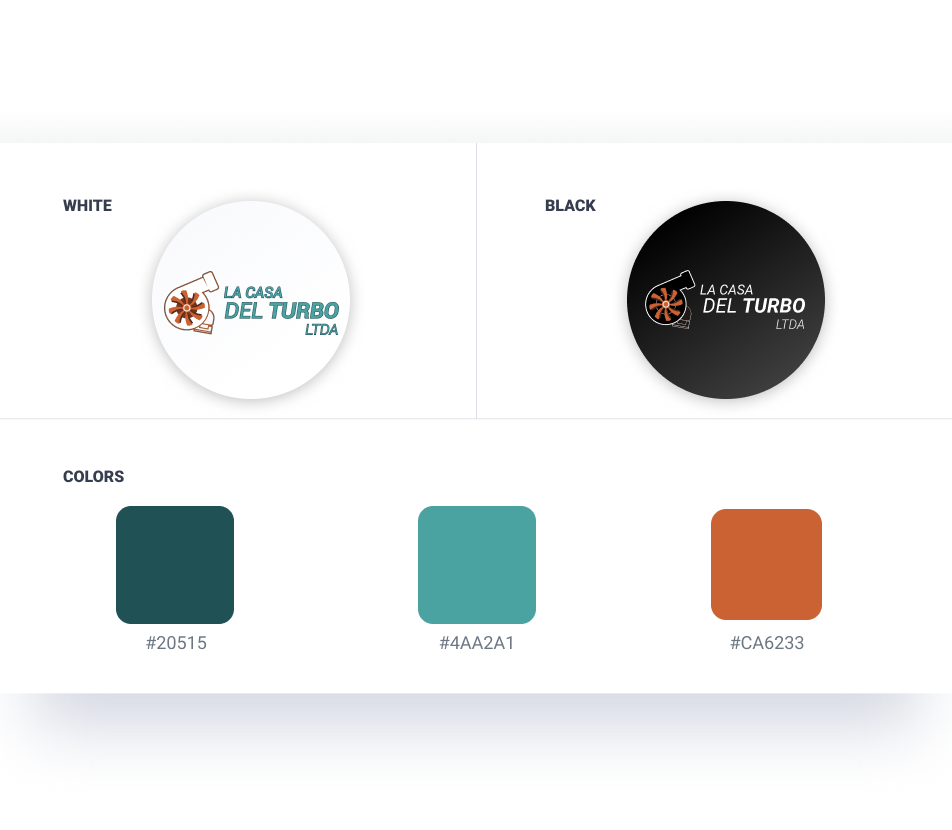 WHITE
LA CASA
DEL TURBO
LTDA
BLACK
LA CASA
DEL TURBO
LTDA
COLORS
#20515
#4AA2A1
#CA6233